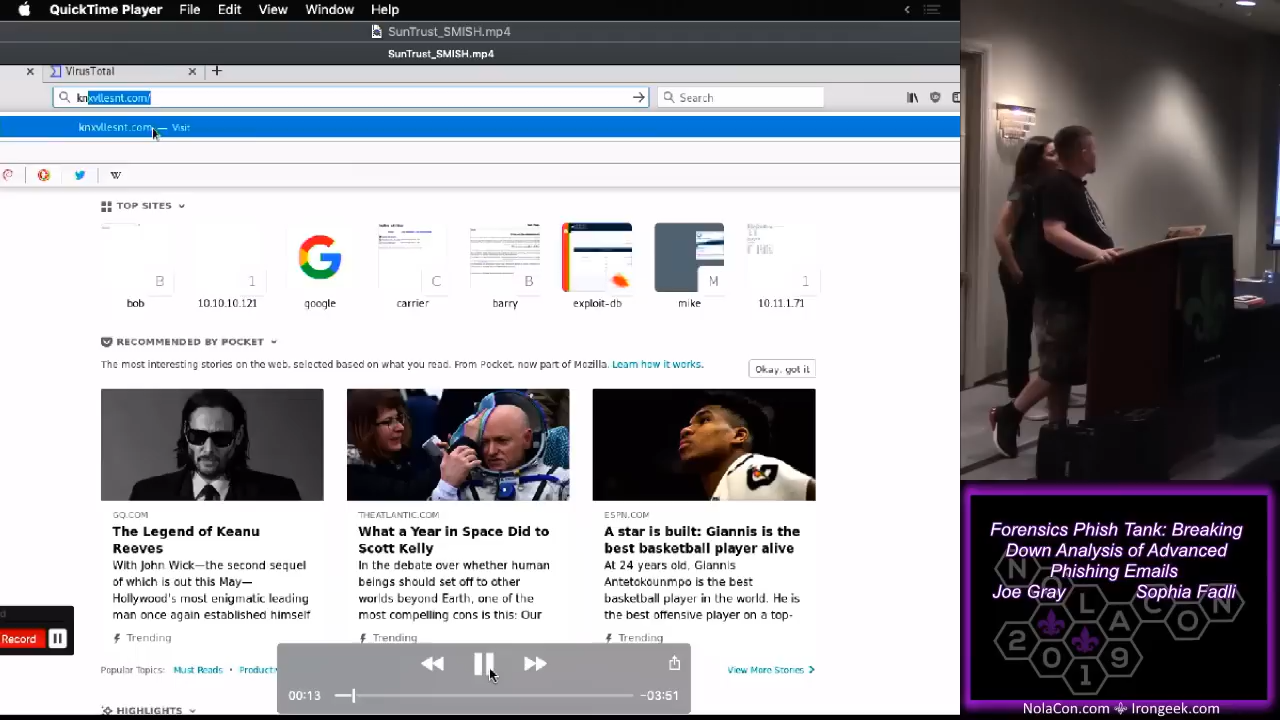 QuickTime Player File Edit View Window Help
SunTrust_SMISH.mp4
SunTrust_SMISH.mp4
VirusTotal
knxvllesnt.com/
Search
knxvllesnt.com — Visit
W
TOP SITES
B 1 C B M 1
bob 10.10.10.121 google carrier barry exploit-db mike 10.11.1.71
RECOMMENDED BY POCKET
The most interesting stories on the web, selected based on what you read. From Pocket, now part of Mozilla. Learn how it works.
Okay, got it
GQ.COM
The Legend of Keanu
Reeves
With John Wick—the second sequel
of which is out this May—
Hollywood's most enigmatic leading
man once again established himself
Trending
THEATLANTIC.COM
What a Year in Space Did to
Scott Kelly
In the debate over whether human
beings should set off to other
worlds beyond Earth, one of the
most compelling cons is this: Our
Trending
ESPN.COM
A star is built: Giannis is the
best basketball player alive
At 24 years old, Giannis
Antetokounmpo is the best
basketball player in the world. He is
the best offensive player on a top-
Trending
Record
Popular Topics: Must Reads • Producti
View More Stories
00:13
-03:51
HIGHLIGHTS
Forensics Phish Tank: Breaking
Down Analysis of Advanced
Phishing Emails
Joe Gray Sophia Fadli
NOLACON
2019
NolaCon.com Irongeek.com